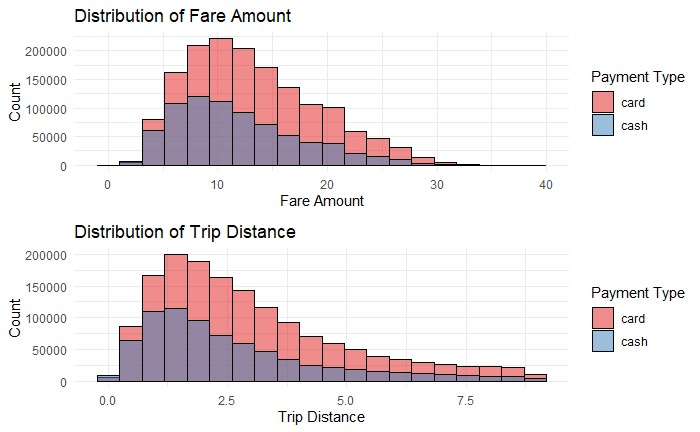 Distribution of Fare Amount
200000
150000
100000
50000
0
Count
0 10 20 30 40
Fare Amount
Payment Type
card
cash
Distribution of Trip Distance
200000
150000
100000
50000
0
Count
0.0 2.5 5.0 7.5
Trip Distance
Payment Type
card
cash